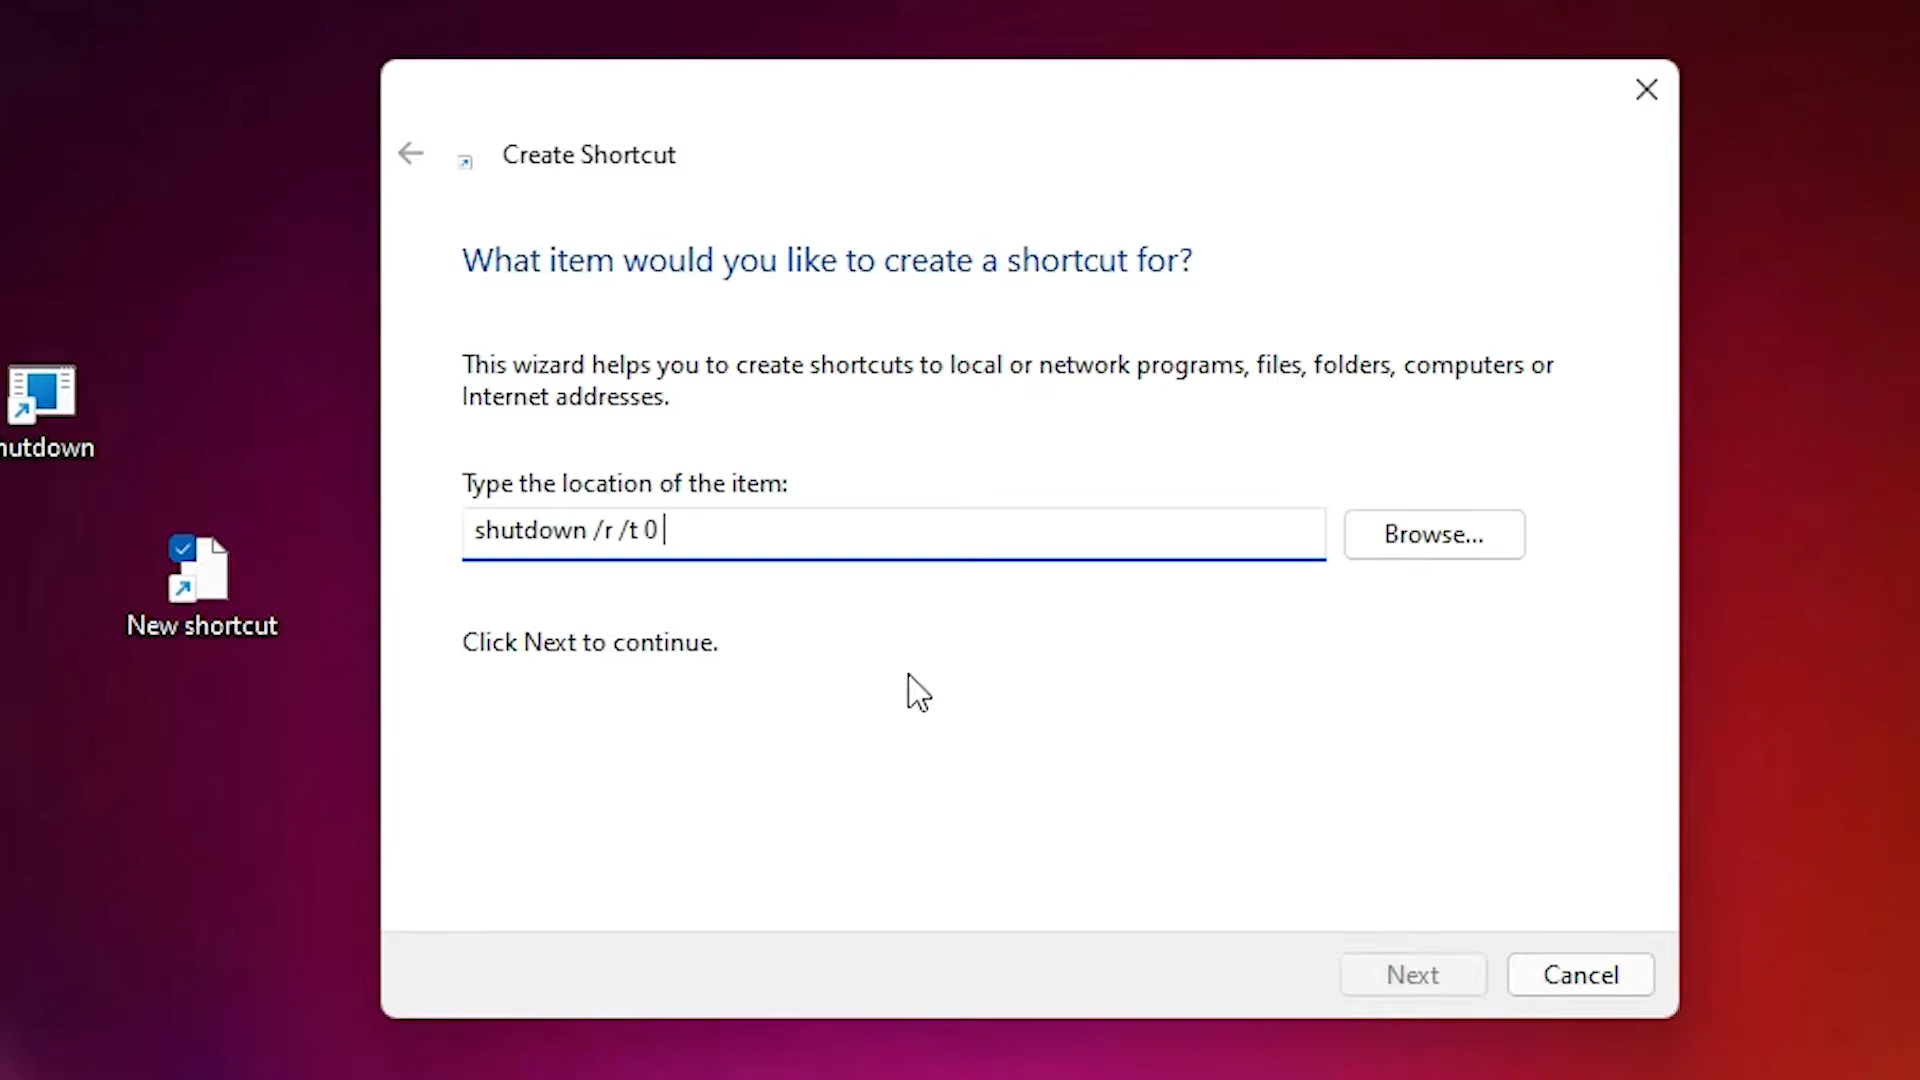 Create Shortcut
What item would you like to create a shortcut for?
This wizard helps you to create shortcuts to local or network programs, files, folders, computers or
Internet addresses.
hutdown
Type the location of the item:
shutdown /r /t 0
Browse...
New shortcut
Click Next to continue.
Next
Cancel